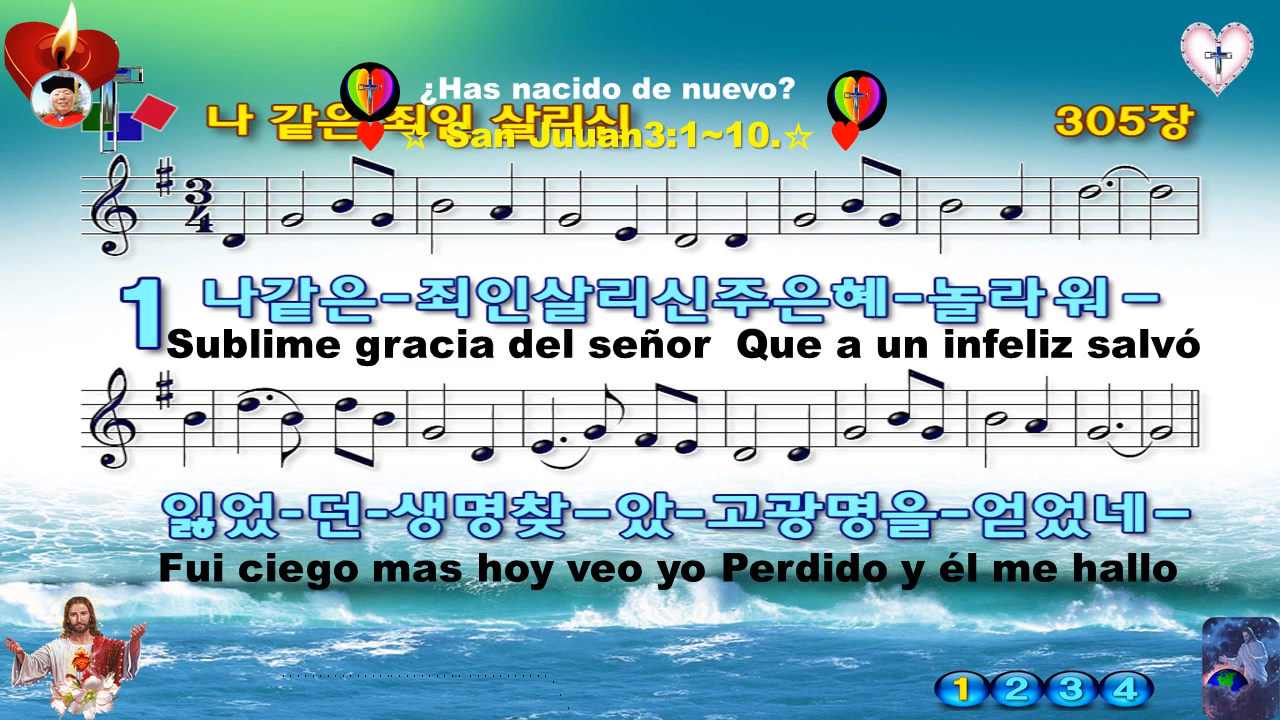 ¿Has nacido de nuevo?
나 같은 죄인 살리신 305장
♥ ☆ San Juuan3:1~10.☆ ♥
3
4
1 나같은-죄인살리신주은혜-놀라워-
Sublime gracia del señor Que a un infeliz salvó
잃었-던-생명찾-았-고광명을-얻었네-
Fui ciego mas hoy veo yo Perdido y él me hallo
1 2 3 4